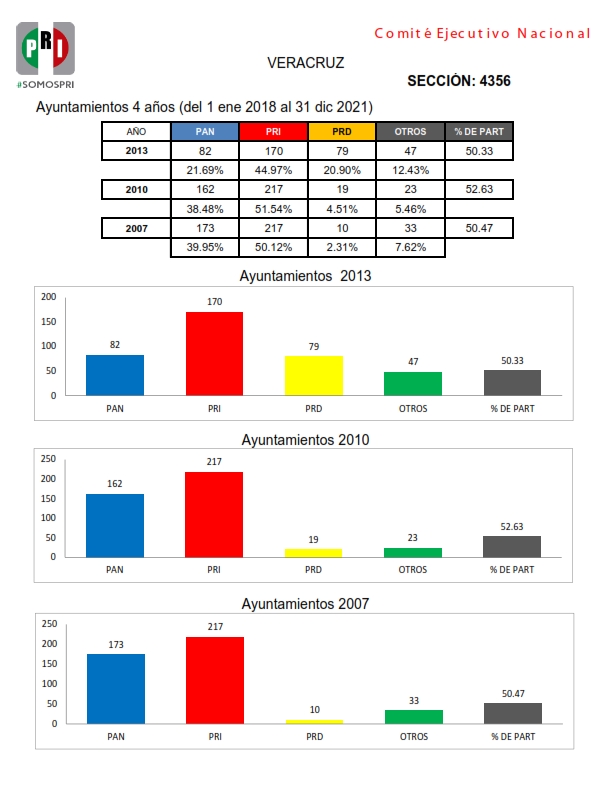 PRI
#SOMOSPRI
Comité Ejecutivo Nacional
VERACRUZ
SECCIÓN: 4356
Ayuntamientos 4 años (del 1 ene 2018 al 31 dic 2021)
AÑO PAN PRI PRD OTROS % DE PART
2013 82 170 79 47 50.33
21.69% 44.97% 20.90% 12.43%
2010 162 217 19 23 52.63
38.48% 51.54% 4.51% 5.46%
2007 173 217 10 33 50.47
39.95% 50.12% 2.31% 7.62%
Ayuntamientos 2013
200
150
100
50
0
82 170 79 47 50.33
PAN PRI PRD OTROS % DE PART
Ayuntamientos 2010
250
200
150
100
50
0
162 217 19 23 52.63
PAN PRI PRD OTROS % DE PART
Ayuntamientos 2007
250
200
150
100
50
0
173 217 10 33 50.47
PAN PRI PRD OTROS % DE PART